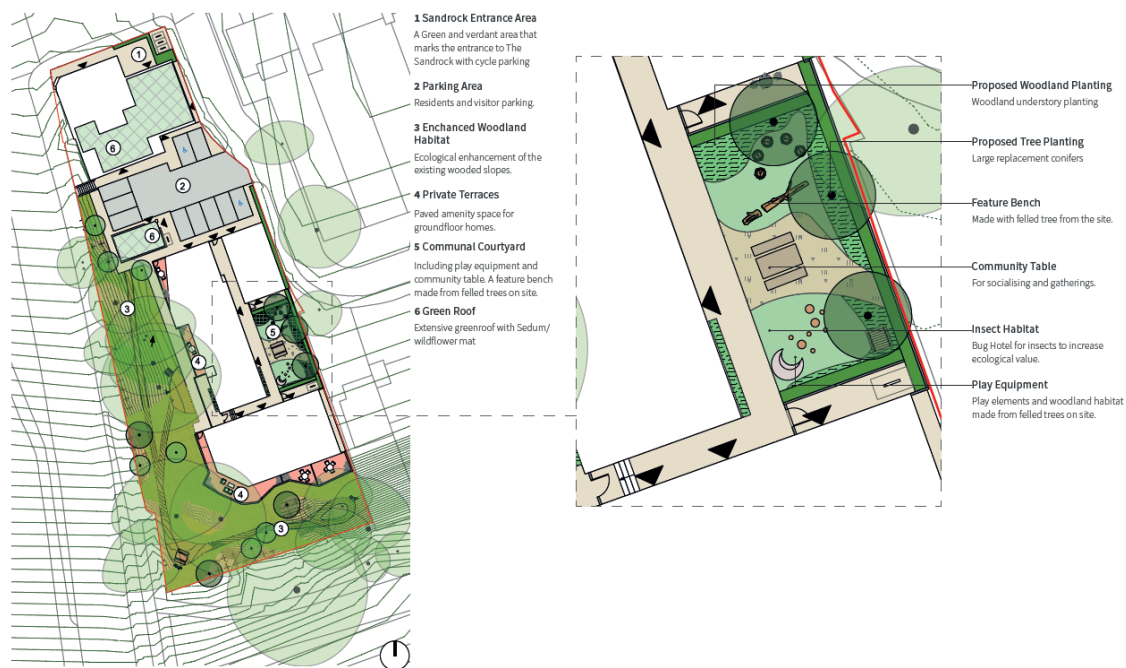 1 Sandrock Entrance Area
A Green and verdant area that
marks the entrance to The
Sandrock with cycle parking
2 Parking Area
Residents and visitor parking.
3 Enchanced Woodland
Habitat
Ecological enhancement of the
existing wooded slopes.
4 Private Terraces
Paved amenity space for
groundfloor homes.
5 Communal Courtyard
Including play equipment and
community table. A feature bench
made from felled trees on site.
6 Green Roof
Extensive greenroof with Sedum/
wildflower mat
1
6
2
6
3
5
4
4
3
Proposed Woodland Planting
Woodland understory planting
Proposed Tree Planting
Large replacement conifers
Feature Bench
Made with felled tree from the site.
Community Table
For socialising and gatherings.
Insect Habitat
Bug Hotel for insects to increase
ecological value.
Play Equipment
Play elements and woodland habitat
made from felled trees on site.